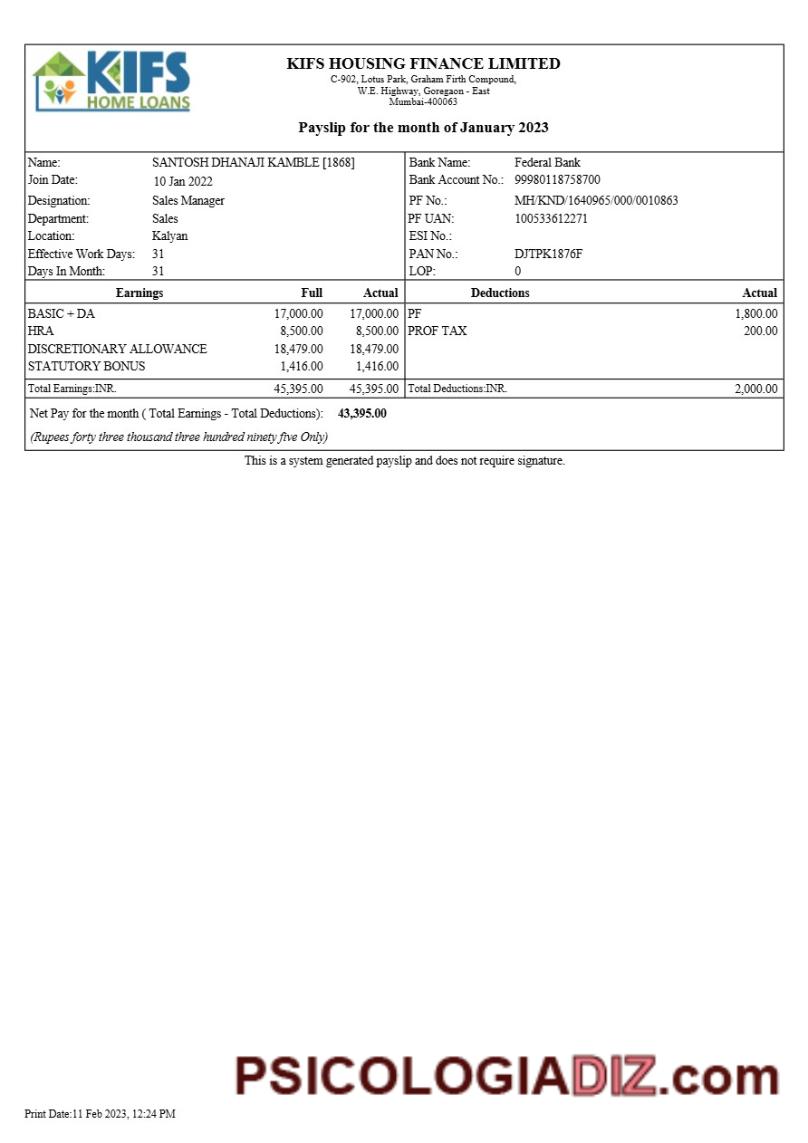 KIFS
HOME LOANS
KIFS HOUSING FINANCE LIMITED
C-902, Lotus Park, Graham Firth Compound,
W.E. Highway, Goregaon - East
Mumbai-400063
Payslip for the month of January 2023
Name: SANTOSH DHANAJI KAMBLE [1868] Bank Name: Federal Bank
Join Date: 10 Jan 2022 Bank Account No.: 99980118758700
Designation: Sales Manager PF No.: MH/KND/1640965/000/0010863
Department: Sales PF UAN: 100533612271
Location: Kalyan ESI No.:
Effective Work Days: 31 PAN No.: DJTPK1876F
Days In Month: 31 LOP: 0
Earnings Full Actual Deductions Actual
BASIC + DA 17,000.00 17,000.00 PF 1,800.00
HRA 8,500.00 8,500.00 PROF TAX 200.00
DISCRETIONARY ALLOWANCE 18,479.00 18,479.00
STATUTORY BONUS 1,416.00 1,416.00
Total Earnings:INR. 45,395.00 45,395.00 Total Deductions:INR. 2,000.00
Net Pay for the month ( Total Earnings - Total Deductions): 43,395.00
(Rupees forty three thousand three hundred ninety five Only)
This is a system generated payslip and does not require signature.
PSICOLOGIADIZ.com
Print Date:11 Feb 2023, 12:24 PM